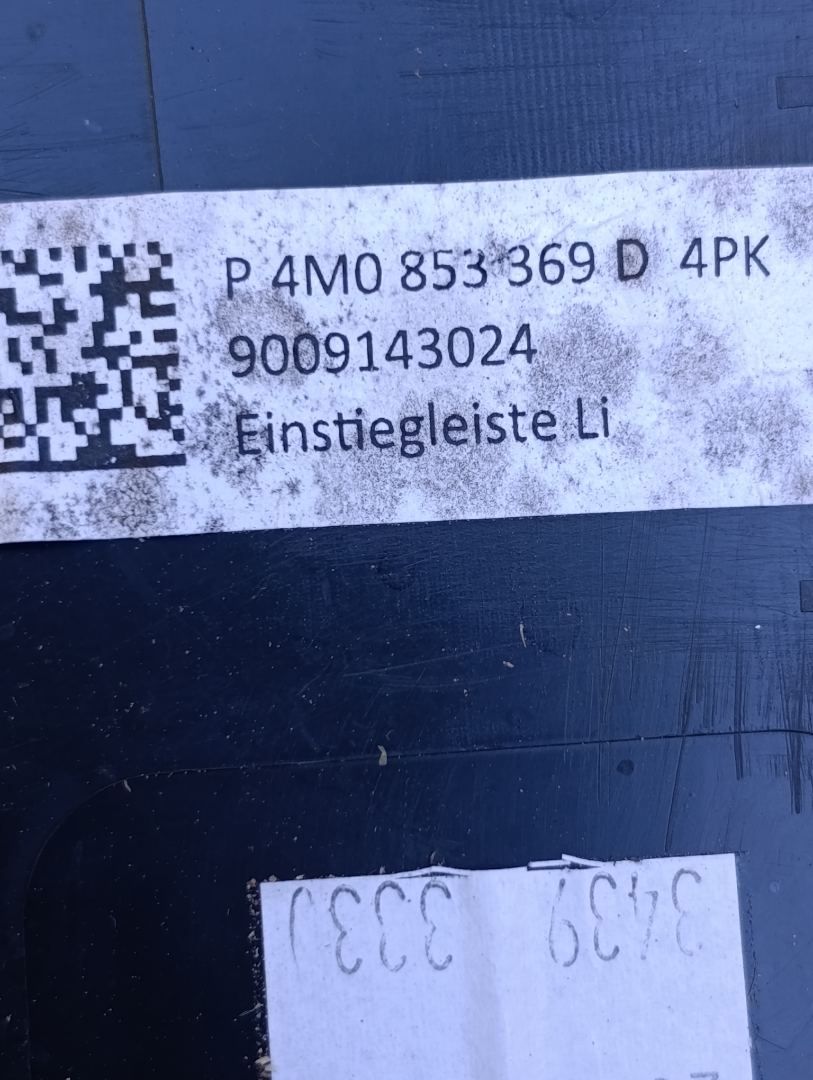 P 4M0 853 369 D 4PK
9009143024
Einstiegleiste Li